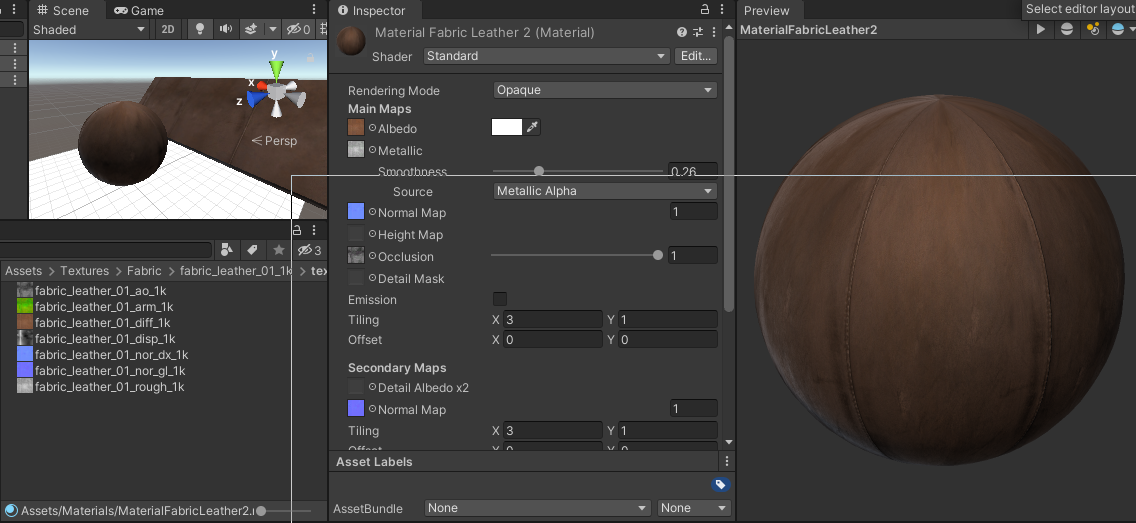 Scene
Game
Shaded
2D
0
Persp
y
x
z
3
Assets > Textures > Fabric > fabric_leather_01_1k > tex
fabric_leather_01_ao_1k
fabric_leather_01_arm_1k
fabric_leather_01_diff_1k
fabric_leather_01_disp_1k
fabric_leather_01_nor_dx_1k
fabric_leather_01_nor_gl_1k
fabric_leather_01_rough_1k
Assets/Materials/MaterialFabricLeather2.
Inspector
Material Fabric Leather 2 (Material)
Shader Standard Edit...
Rendering Mode Opaque
Main Maps
Albedo
Metallic
Smoothness 0.26
Source Metallic Alpha
Normal Map 1
Height Map
Occlusion 1
Detail Mask
Emission
Tiling X 3 Y 1
Offset X 0 Y 0
Secondary Maps
Detail Albedo x2
Normal Map 1
Tiling X 3 Y 1
Offset X 0 Y 0
Asset Labels
AssetBundle None None
Preview
Select editor layout
MaterialFabricLeather2